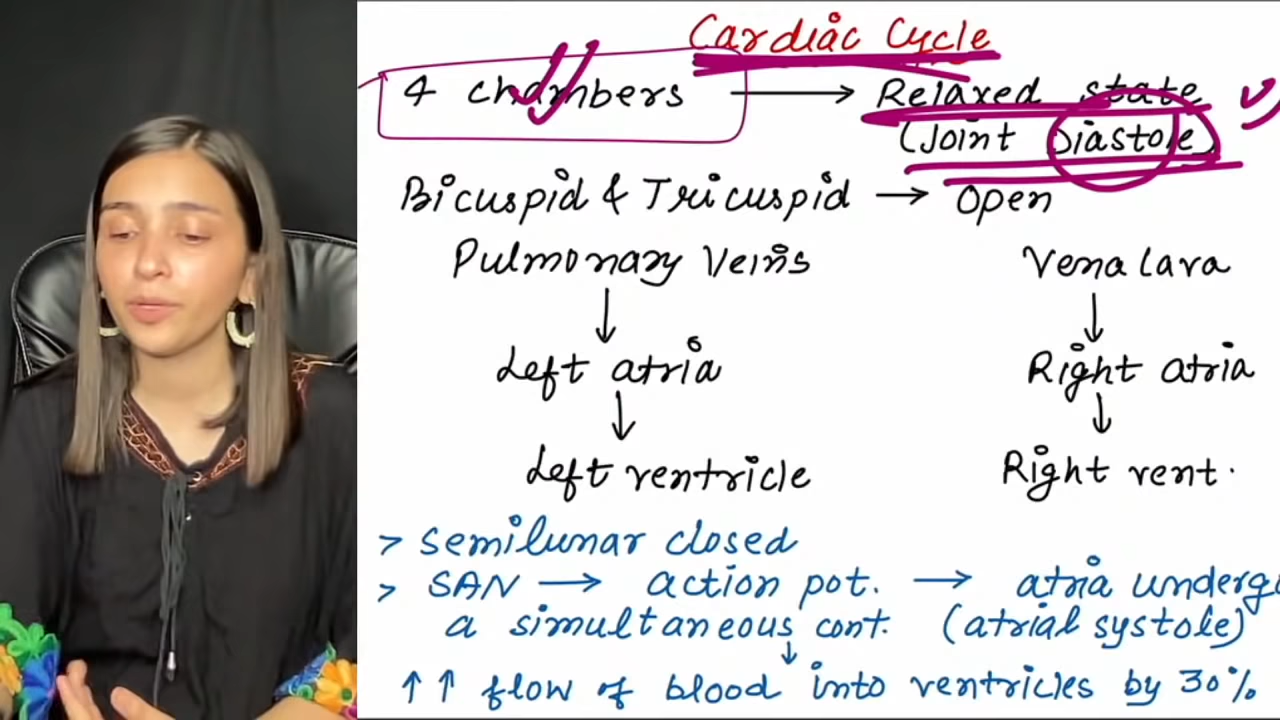 Cardiac Cycle
4 chambers → Relaxed state
(Joint Diastole)
Bicuspid & Tricuspid → open
Pulmonary Veins
Vena Cava
↓
↓
Left atria
Right atria
↓
↓
Left ventricle
Right vent.
> semilunar closed
> SAN → action pot. → atria underg
a simultaneous cont. (atrial systole)
↓
↑↑ flow of blood into ventricles by 30%